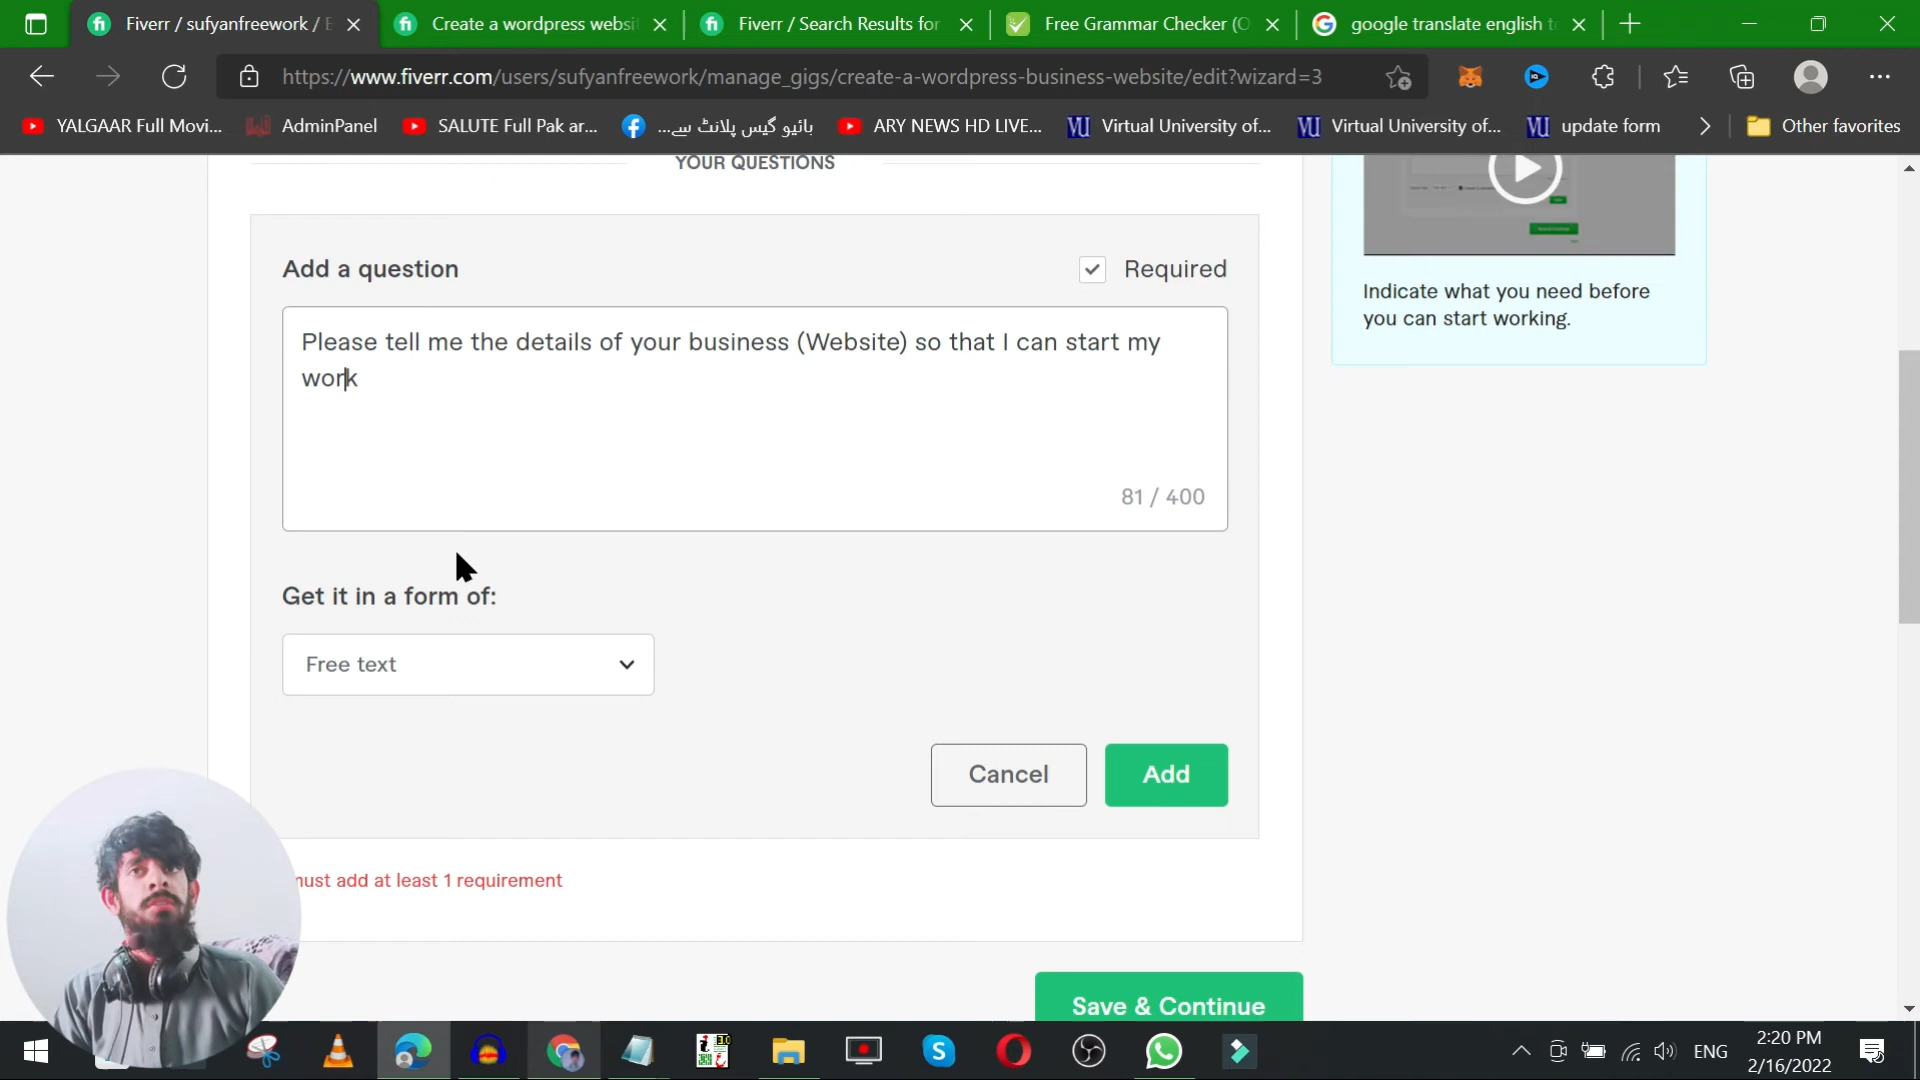 Fiverr / sufyanfreework / E
Create a wordpress websi
Fiverr / Search Results for
Free Grammar Checker (O
google translate english t
https://www.fiverr.com/users/sufyanfreework/manage_gigs/create-a-wordpress-business-website/edit?wizard=3
YALGAAR Full Movi...
AdminPanel
SALUTE Full Pak ar...
بائیو گیس پلانٹ سے...
ARY NEWS HD LIVE...
Virtual University of...
Virtual University of...
update form
Other favorites
YOUR QUESTIONS
Add a question
Required
Please tell me the details of your business (Website) so that I can start my
work
81 / 400
Get it in a form of:
Free text
Cancel
Add
must add at least 1 requirement
Save & Continue
Indicate what you need before
you can start working.
ENG
2:20 PM
2/16/2022